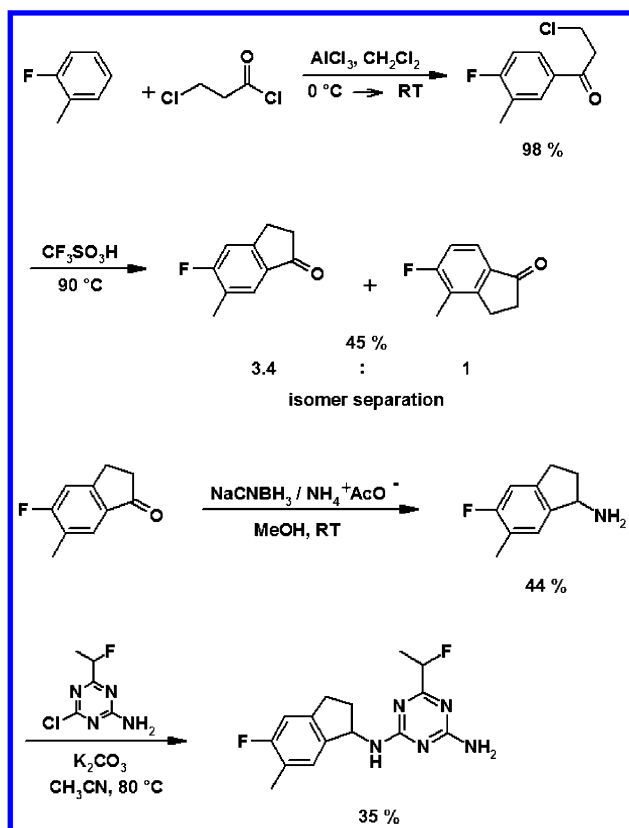 F
+
Cl
O
Cl
AlCl3, CH2Cl2
0 °C → RT
Cl
F
O
98 %
CF3SO3H
90 °C
F
O
+
F
O
45 %
3.4 : 1
isomer separation
F
O
NaCNBH3 / NH4+AcO -
MeOH, RT
F
NH2
44 %
F
N N
Cl N NH2
K2CO3
CH3CN, 80 °C
F
N N
F
N
H
N
NH2
35 %